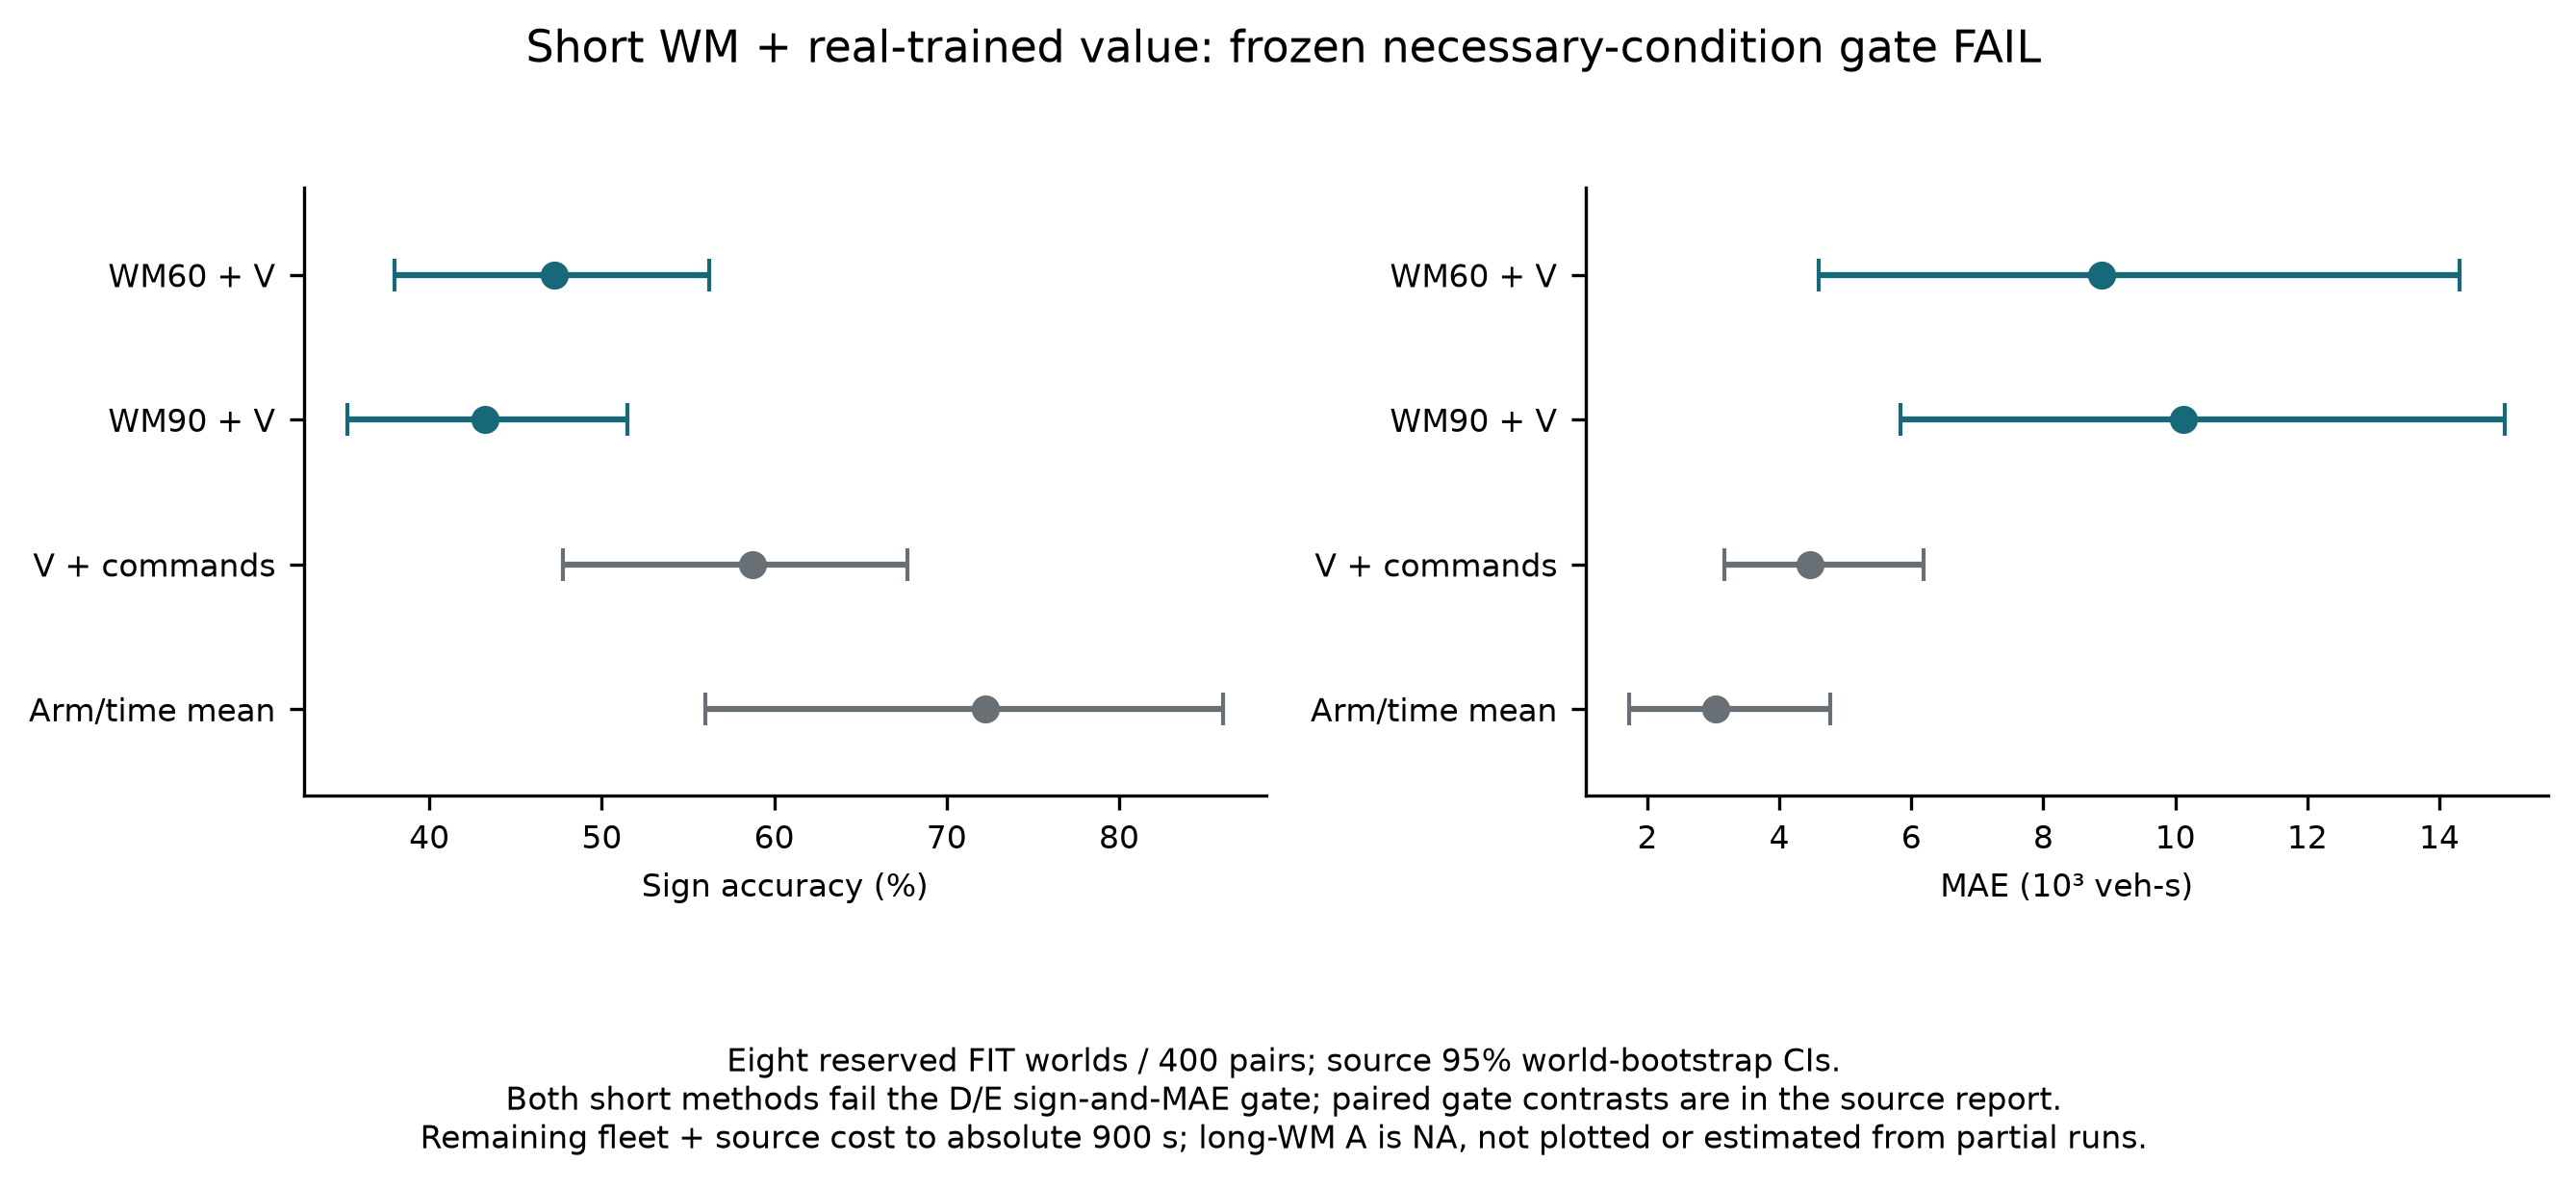 Short WM + real-trained value: frozen necessary-condition gate FAIL
WM60 + V
WM90 + V
V + commands
Arm/time mean
40 50 60 70 80
Sign accuracy (%)
WM60 + V
WM90 + V
V + commands
Arm/time mean
2 4 6 8 10 12 14
MAE (10³ veh-s)
Eight reserved FIT worlds / 400 pairs; source 95% world-bootstrap CIs.
Both short methods fail the D/E sign-and-MAE gate; paired gate contrasts are in the source report.
Remaining fleet + source cost to absolute 900 s; long-WM A is NA, not plotted or estimated from partial runs.